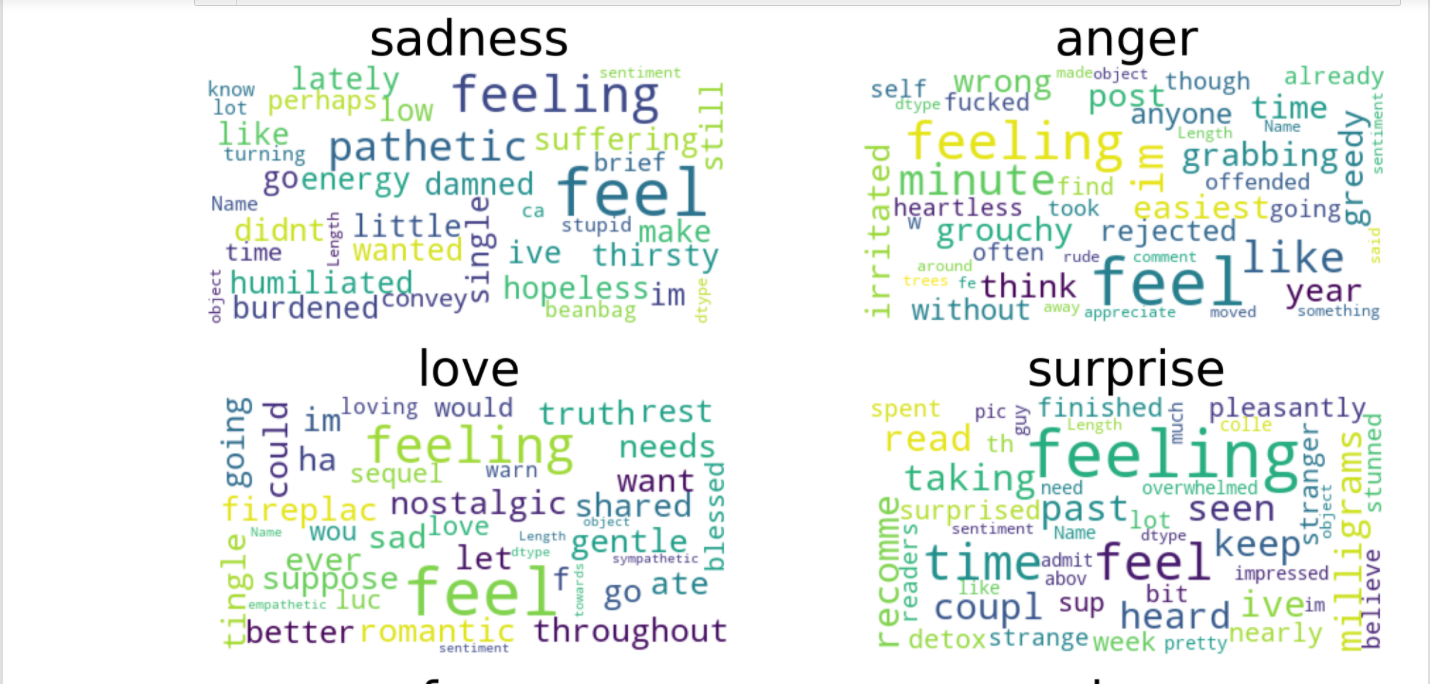 sadness
know
lot
lately
perhaps
low
feeling
sentiment
still
like
turning
pathetic
suffering
brief
go
energy
damned
feel
Name
didnt
Length
little
single
ca
stupid
make
time
wanted
ive
thirsty
object
humiliated
burdened
convey
hopeless
im
beanbag
dtype
anger
self
wrong
made
object
though
already
dtype
fucked
post
anyone
time
feeling
Length
Name
sentiment
irritated
minute
find
im
grabbing
greedy
offended
heartless
took
easiest
going
w
grouchy
rejected
often
rude
comment
like
said
around
trees
fe
think
feel
year
without
away
appreciate
moved
something
love
going
could
im
loving
would
truth
rest
feeling
needs
ha
sequel
warn
want
blessed
fireplac
nostalgic
shared
Name
wou
sad
love
object
Length
gentle
tingle
ever
let
dtype
sympathetic
suppose
feel
f
towards
go
ate
empathetic
luc
better
romantic
throughout
sentiment
surprise
spent
pic
guy
finished
much
pleasantly
Length
colle
read
th
feeling
stranger
milligrams
stunned
taking
need
overwhelmed
object
recomme
readers
surprised
past
lot
seen
sentiment
Name
dtype
keep
time
admit
feel
impressed
abov
like
bit
believe
coupl
sup
heard
ive
im
detox
strange
week
pretty
nearly